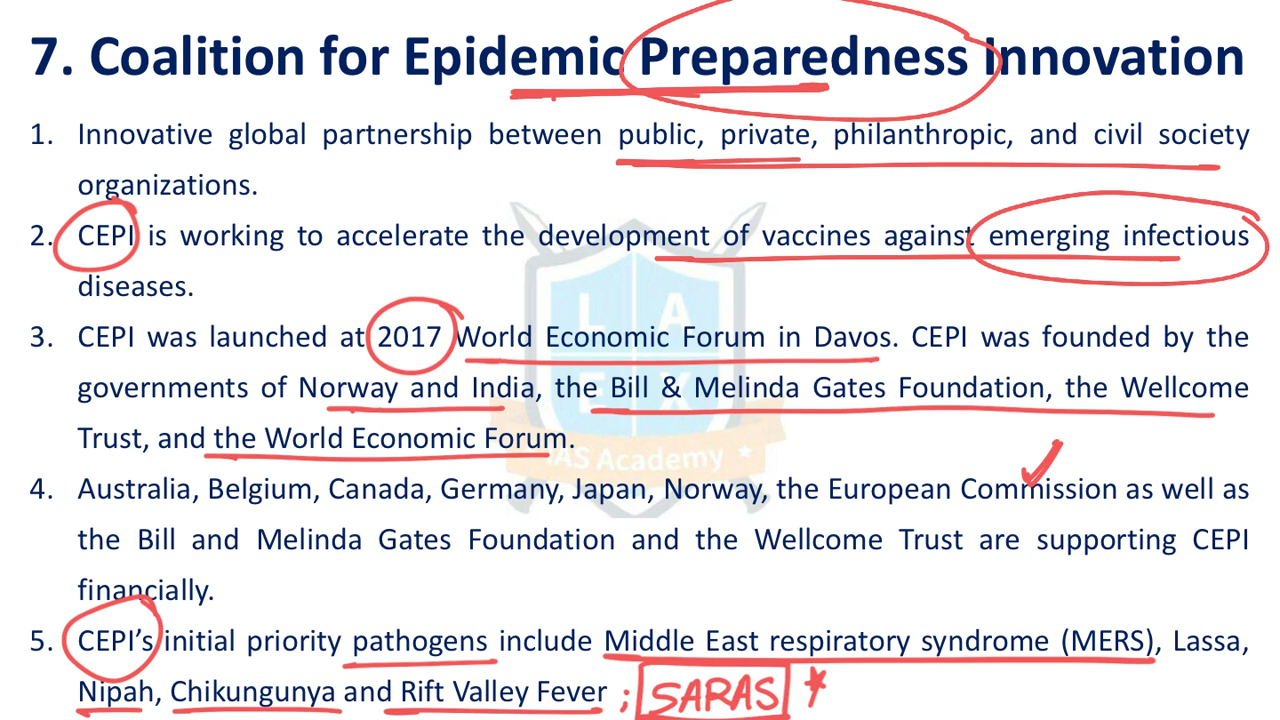 7. Coalition for Epidemic Preparedness Innovation
1. Innovative global partnership between public, private, philanthropic, and civil society
organizations.
2. CEPI is working to accelerate the development of vaccines against emerging infectious
diseases.
3. CEPI was launched at 2017 World Economic Forum in Davos. CEPI was founded by the
governments of Norway and India, the Bill & Melinda Gates Foundation, the Wellcome
Trust, and the World Economic Forum.
4. Australia, Belgium, Canada, Germany, Japan, Norway, the European Commission as well as
the Bill and Melinda Gates Foundation and the Wellcome Trust are supporting CEPI
financially.
5. CEPI's initial priority pathogens include Middle East respiratory syndrome (MERS), Lassa,
Nipah, Chikungunya and Rift Valley Fever ; SARAS *
L A
E X
IAS Academy *